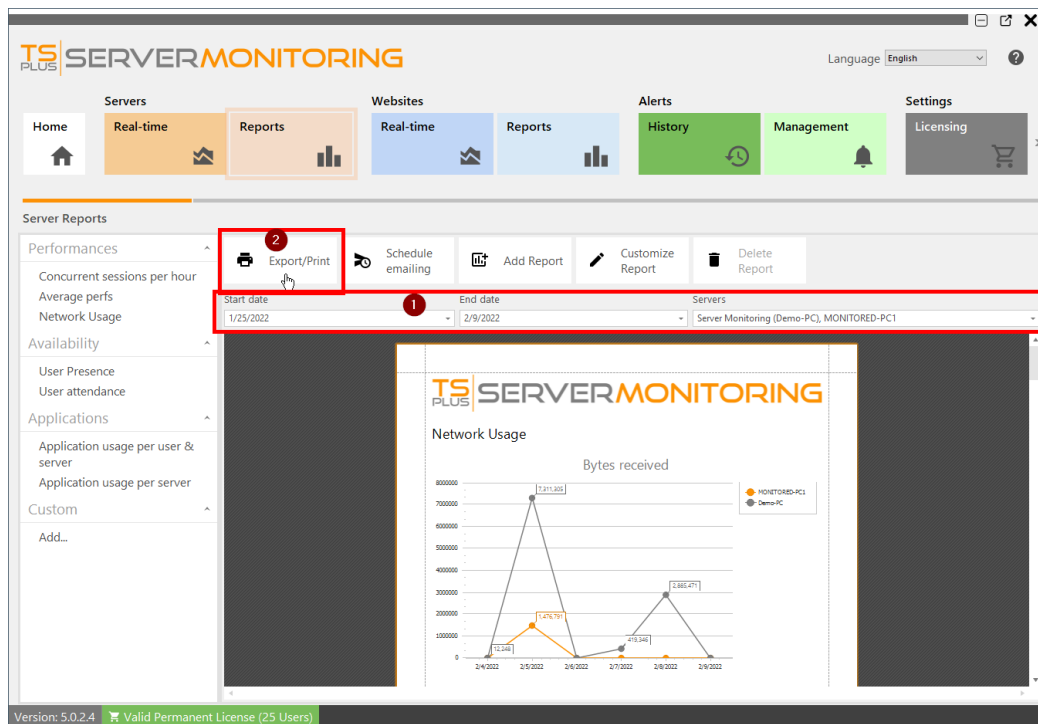 TS PLUS SERVERMONITORING
Language English
Servers
Websites
Alerts
Settings
Home
Real-time
Reports
Real-time
Reports
History
Management
Licensing
Server Reports
Performances
Concurrent sessions per hour
Average perfs
Network Usage
Availability
User Presence
User attendance
Applications
Application usage per user &
server
Application usage per server
Custom
Add...
2
Export/Print
Schedule
emailing
Add Report
Customize
Report
Delete
Report
Start date
1
End date
Servers
1/25/2022
2/9/2022
Server Monitoring (Demo-PC), MONITORED-PC1
TS PLUS SERVERMONITORING
Network Usage
Bytes received
8000000
7000000
6000000
5000000
4000000
3000000
2000000
1000000
0
7,311,305
1,476,791
12,248
419,346
2,885,471
2/4/2022
2/5/2022
2/6/2022
2/7/2022
2/8/2022
2/9/2022
MONITORED-PC1
Demo-PC
Version: 5.0.2.4
Valid Permanent License (25 Users)